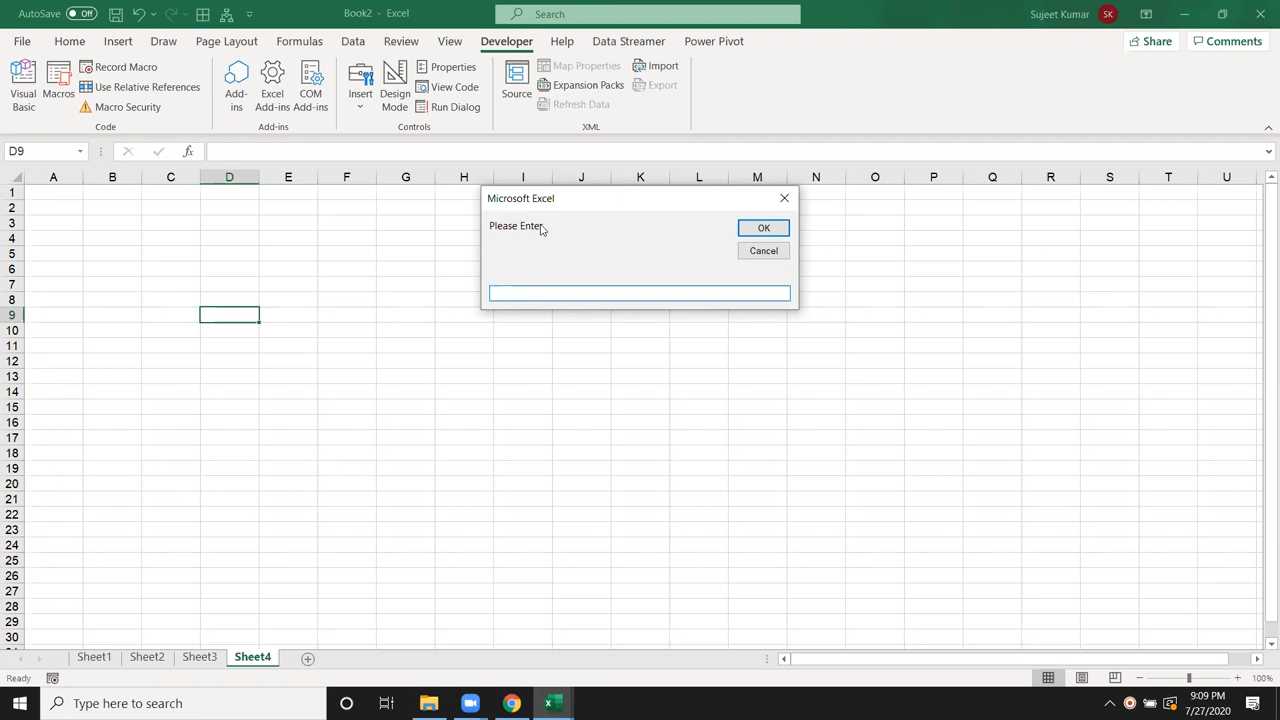 AutoSave Off Book2 - Excel Search Sujeet Kumar SK
File Home Insert Draw Page Layout Formulas Data Review View Developer Help Data Streamer Power Pivot Share Comments
Visual Basic
Macros
Record Macro
Use Relative References
Macro Security
Code
Add-ins
Excel Add-ins
COM Add-ins
Add-ins
Insert
Design Mode
Properties
View Code
Run Dialog
Controls
Source
Map Properties
Expansion Packs
Refresh Data
Import
Export
XML
D9 fx
A B C D E F G H I J K L M N O P Q R S T U
1
2
3
4
5
6
7
8
9
10
11
12
13
14
15
16
17
18
19
20
21
22
23
24
25
26
27
28
29
30
Microsoft Excel
Please Enter
OK
Cancel
Sheet1 Sheet2 Sheet3 Sheet4
Ready 100%
Type here to search
9:09 PM
7/27/2020